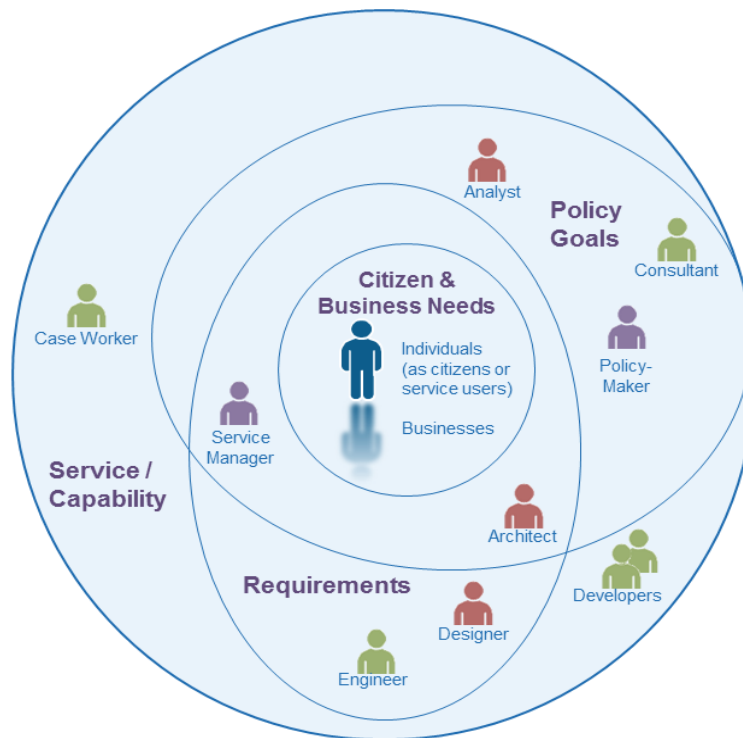 Analyst
Policy
Goals
Consultant
Citizen &
Business Needs
Case Worker
Individuals
(as citizens or
service users)
Policy-
Maker
Businesses
Service
Manager
Service /
Capability
Architect
Requirements
Developers
Designer
Engineer